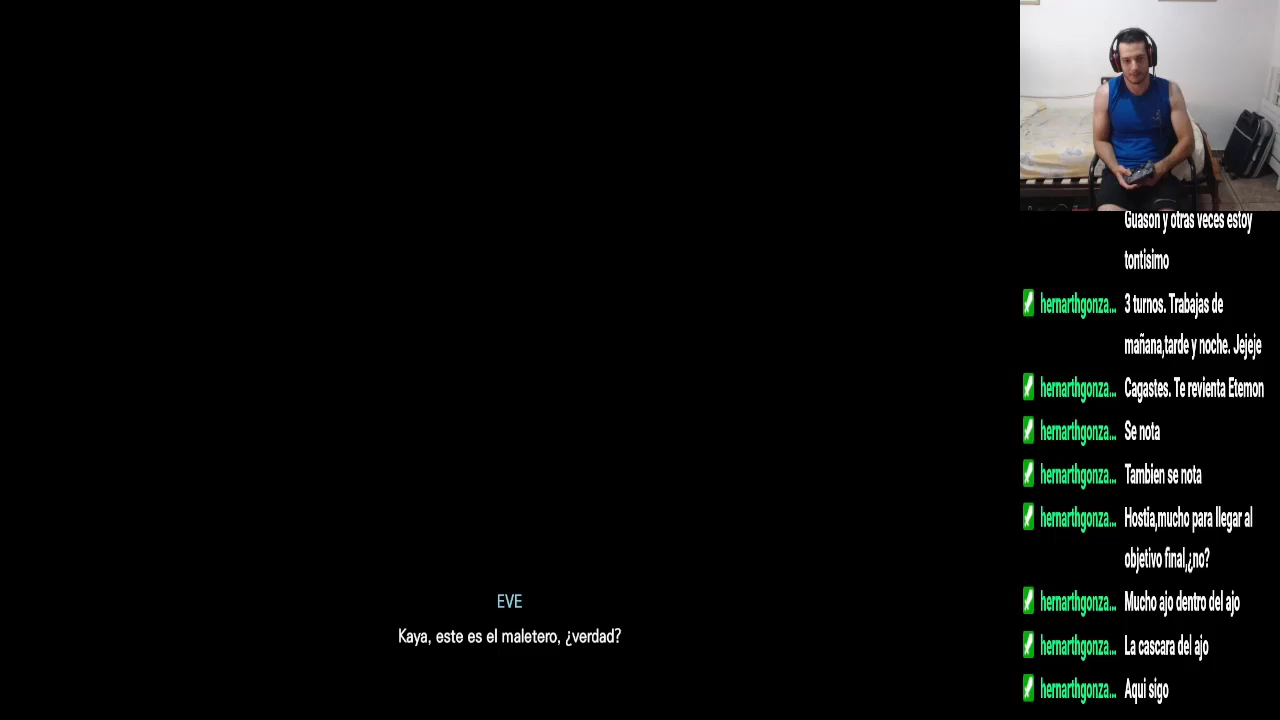 EVE
Kaya, este es el maletero, ¿verdad?
Guason y otras veces estoy
tontisimo
hernarthgonza... 3 turnos. Trabajas de
mañana,tarde y noche. Jejeje
hernarthgonza... Cagastes. Te revienta Etemon
hernarthgonza... Se nota
hernarthgonza... Tambien se nota
hernarthgonza... Hostia,mucho para llegar al
objetivo final,¿no?
hernarthgonza... Mucho ajo dentro del ajo
hernarthgonza... La cascara del ajo
hernarthgonza... Aqui sigo